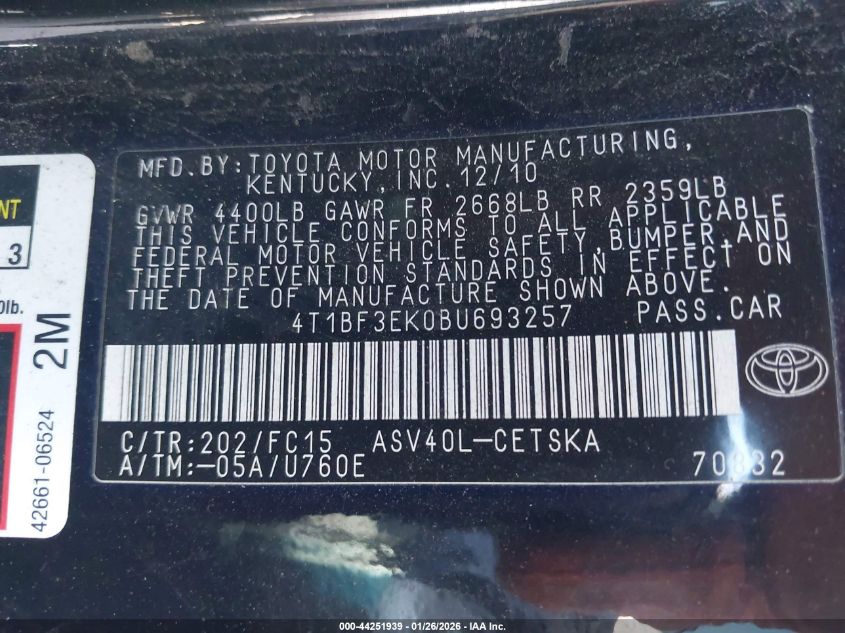 MFD. BY: TOYOTA MOTOR MANUFACTURING,
KENTUCKY, INC. 12/10
GVWR 4400LB GAWR FR 2668LB RR 2359LB
THIS VEHICLE CONFORMS TO ALL APPLICABLE
FEDERAL MOTOR VEHICLE SAFETY, BUMPER, AND
THEFT PREVENTION STANDARDS IN EFFECT ON
THE DATE OF MANUFACTURE SHOWN ABOVE.
4T1BF3EK0BU693257 PASS. CAR
C/TR: 202/FC15 ASV40L-CETSKA
A/TM: -05A/U760E
NT
3
0lb.
2M
42661-06524
000-44251939 - 01/26/2026 - IAA Inc.